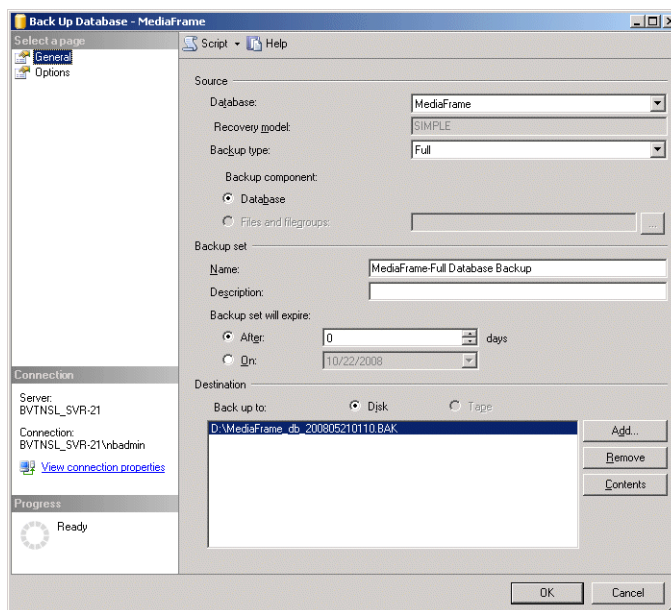 Back Up Database - MediaFrame
Select a page
General
Options
Script Help
Source
Database: MediaFrame
Recovery model: SIMPLE
Backup type: Full
Backup component:
Database
Files and filegroups: ...
Backup set
Name: MediaFrame-Full Database Backup
Description:
Backup set will expire:
After: 0 days
On: 10/22/2008
Destination
Back up to: Disk Tape
D:\MediaFrame_db_200805210110.BAK
Add...
Remove
Contents
Connection
Server:
BVTNSL_SVR-21
Connection:
BVTNSL_SVR-21\nbadmin
View connection properties
Progress
Ready
OK Cancel